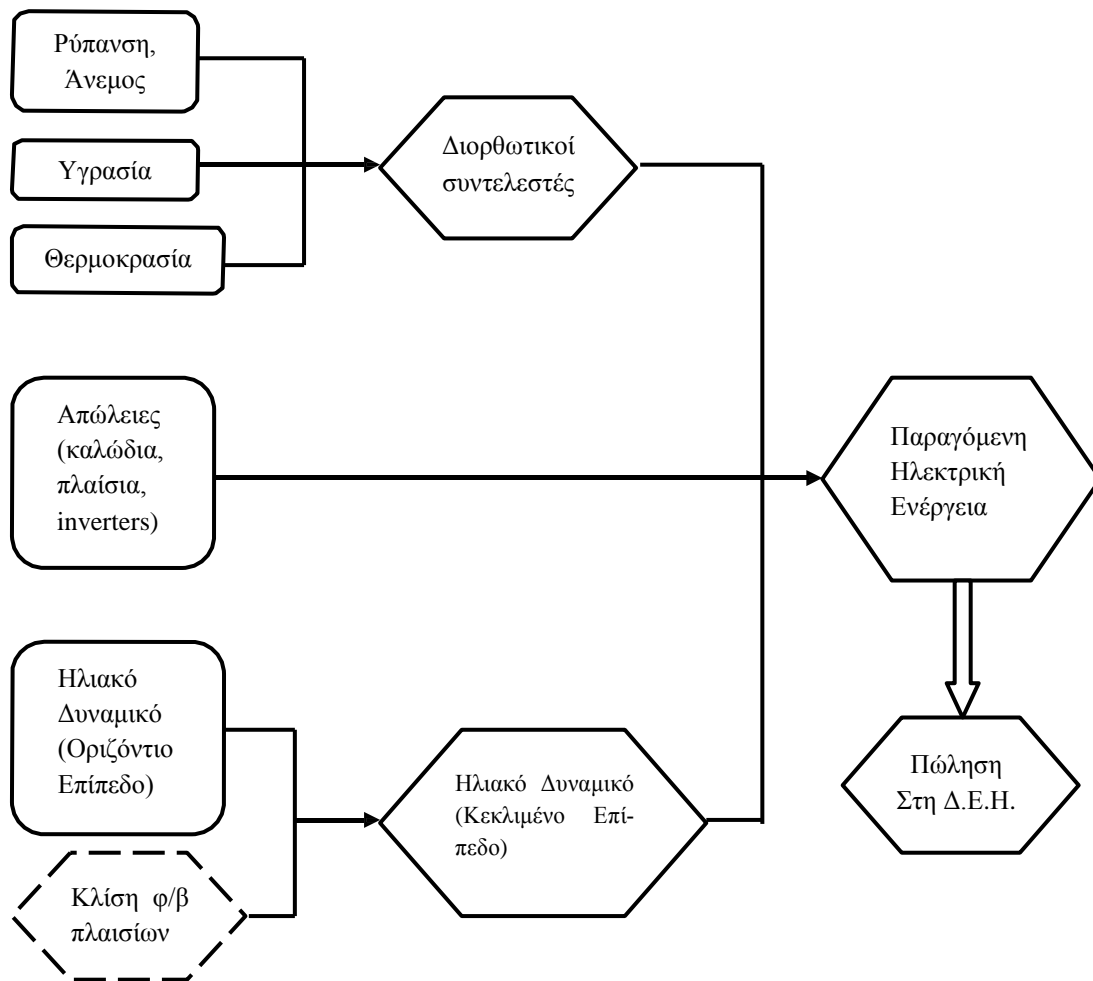 Ρύπανση,
Άνεμος
Υγρασία
Θερμοκρασία
Διορθωτικοί
συντελεστές
Απώλειες
(καλώδια,
πλαίσια,
inverters)
Παραγόμενη
Ηλεκτρική
Ενέργεια
Ηλιακό
Δυναμικό
(Οριζόντιο
Επίπεδο)
Κλίση φ/β
πλαισίων
Ηλιακό Δυναμικό
(Κεκλιμένο Επί-
πεδο)
Πώληση
Στη Δ.Ε.Η.